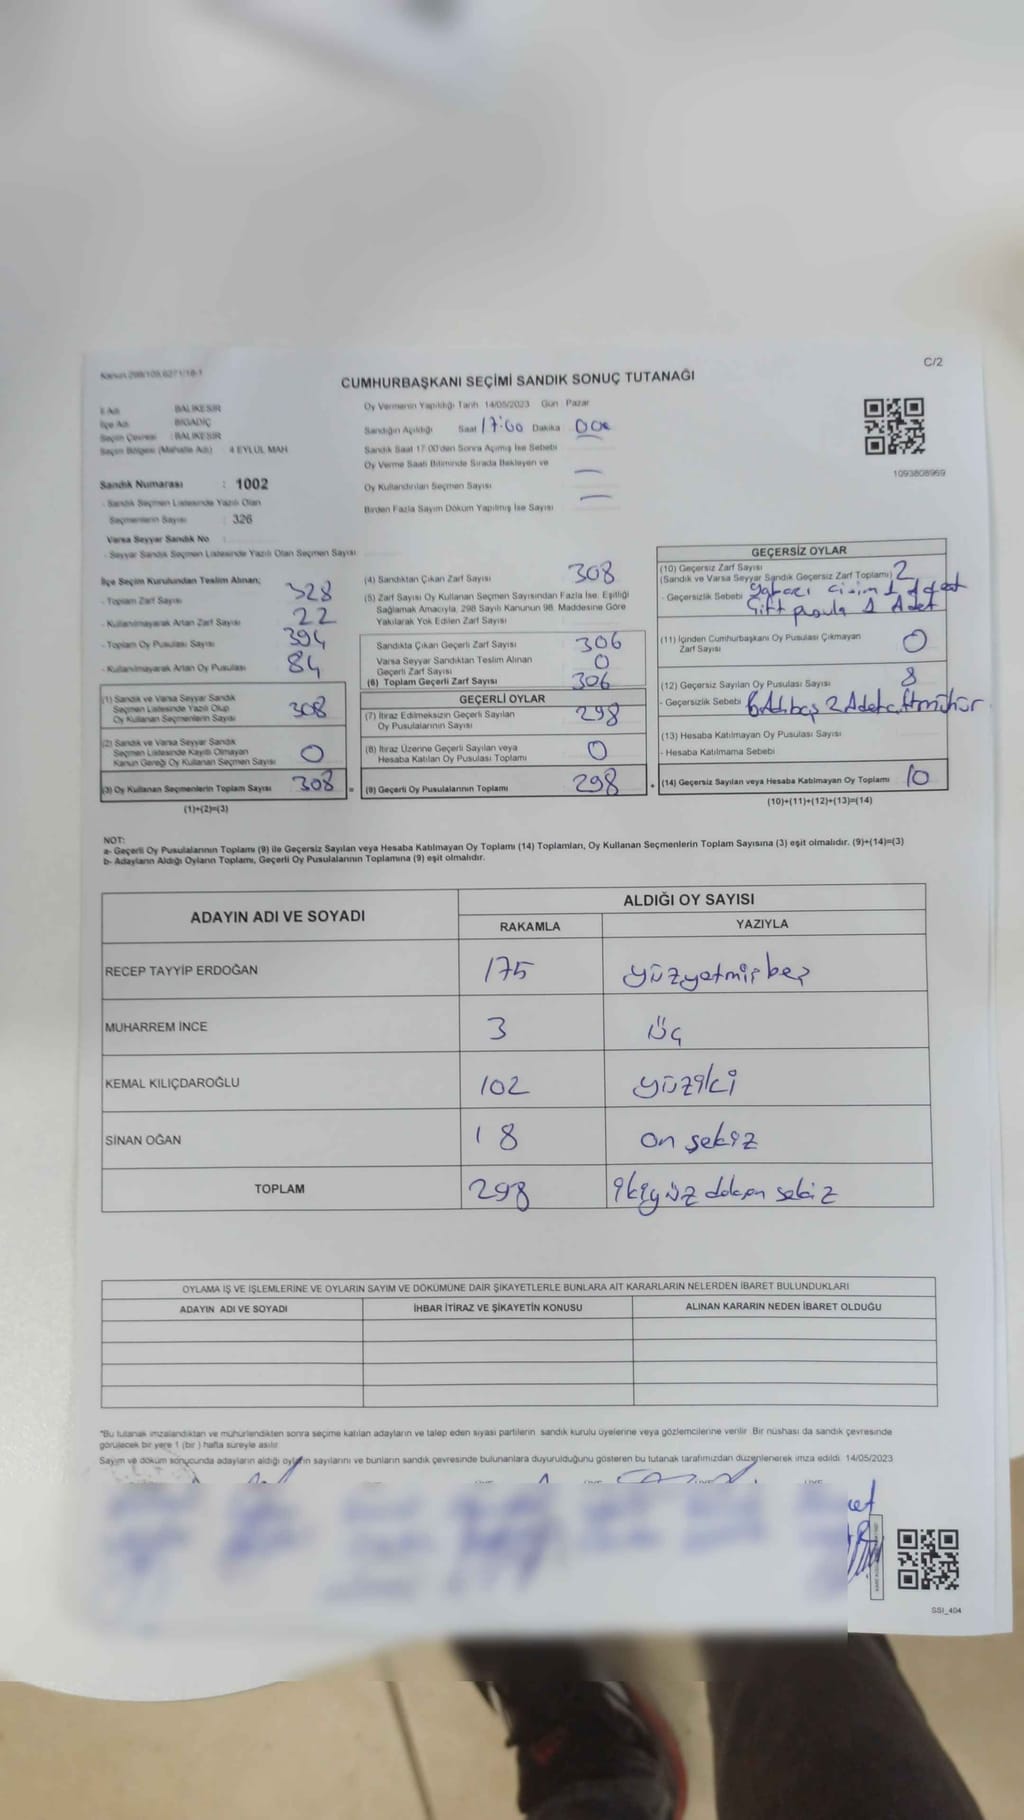 C/2
CUMHURBAŞKANI SEÇİMİ SANDIK SONUÇ TUTANAĞI
İl Adı BALIKESİR
İlçe Adı BİGADİÇ
Seçim Çevresi : BALIKESİR
Seçim Bölgesi (Mahalle Adı) 4 EYLÜL MAH.
Sandık Numarası : 1002
- Sandık Seçmen Listesinde Yazılı Olan
Seçmenlerin Sayısı : 326
Varsa Seyyar Sandık No
- Seyyar Sandık Seçmen Listesinde Yazılı Olan Seçmen Sayısı
Oy Vermenin Yapıldığı Tarih 14/05/2023 Gün Pazar
Sandığın Açıldığı Saat 17:00 Dakika
Sandık Saat 17:00'den Sonra Açmış İse Sebebi
Oy Verme Saati Bitiminde Sırada Bekleyen ve —
Oy Kullandırılan Seçmen Sayısı —
Birden Fazla Sayım Döküm Yapılmış İse Sayısı
1093808969
İlçe Seçim Kurulundan Teslim Alınan;
- Toplam Zarf Sayısı 328
- Kullanılmayarak Artan Zarf Sayısı 22
- Toplam Oy Pusulası Sayısı 394
- Kullanılmayarak Artan Oy Pusulası 84
(1) Sandık ve Varsa Seyyar Sandık
Seçmen Listesinde Yazılı Olup
Oy Kullanan Seçmenlerin Sayısı 308
(2) Sandık ve Varsa Seyyar Sandık
Seçmen Listesinde Kayıtlı Olmayan
Kanun Gereği Oy Kullanan Seçmen Sayısı 0
(3) Oy Kullanan Seçmenlerin Toplam Sayısı 308 =
(1)+(2)=(3)
(4) Sandıktan Çıkan Zarf Sayısı 308
(5) Zarf Sayısı Oy Kullanan Seçmen Sayısından Fazla İse, Eşitliği
Sağlamak Amacıyla, 298 Sayılı Kanunun 98. Maddesine Göre
Yakılarak Yok Edilen Zarf Sayısı
Sandıkta Çıkan Geçerli Zarf Sayısı 306
Varsa Seyyar Sandıktan Teslim Alınan
Geçerli Zarf Sayısı 0
(6) Toplam Geçerli Zarf Sayısı 306
GEÇERLİ OYLAR
(7) İtiraz Edilmeksizin Geçerli Sayılan
Oy Pusulalarının Sayısı 298
(8) İtiraz Üzerine Geçerli Sayılan veya
Hesaba Katılan Oy Pusulası Toplamı 0
(9) Geçerli Oy Pusulalarının Toplamı 298 +
GEÇERSİZ OYLAR
(10) Geçersiz Zarf Sayısı
(Sandık ve Varsa Seyyar Sandık Geçersiz Zarf Toplamı) 2
- Geçersizlik Sebebi yabacı cisim 1 adet
Çift pusula 1 Adet
(11) İçinden Cumhurbaşkanı Oy Pusulası Çıkmayan
Zarf Sayısı 0
(12) Geçersiz Sayılan Oy Pusulası Sayısı 8
- Geçersizlik Sebebi 2 Adet
(13) Hesaba Katılmayan Oy Pusulası Sayısı
- Hesaba Katılmama Sebebi
(14) Geçersiz Sayılan veya Hesaba Katılmayan Oy Toplamı 10
(10)+(11)+(12)+(13)=(14)
NOT:
a- Geçerli Oy Pusulalarının Toplamı (9) ile Geçersiz Sayılan veya Hesaba Katılmayan Oy Toplamı (14) Toplamları, Oy Kullanan Seçmenlerin Toplam Sayısına (3) eşit olmalıdır. (9)+(14)=(3)
b- Adayların Aldığı Oyların Toplamı, Geçerli Oy Pusulalarının Toplamına (9) eşit olmalıdır.
ADAYIN ADI VE SOYADI
ALDIĞI OY SAYISI
RAKAMLA YAZIYLA
RECEP TAYYİP ERDOĞAN 175 yüzyetmişbeş
MUHARREM İNCE 3 üç
KEMAL KILIÇDAROĞLU 102 yüziki
SİNAN OĞAN 18 on sekiz
TOPLAM 298 ikiyüz doksan sekiz
OYLAMA İŞ VE İŞLEMLERİNE VE OYLARIN SAYIM VE DÖKÜMÜNE DAİR ŞİKAYETLERLE BUNLARA AİT KARARLARIN NELERDEN İBARET BULUNDUKLARI
ADAYIN ADI VE SOYADI İHBAR İTİRAZ VE ŞİKAYETİN KONUSU ALINAN KARARIN NEDEN İBARET OLDUĞU
*Bu tutanak imzalandıktan ve mühürlendikten sonra seçime katılan adayların ve talep eden siyasi partilerin sandık kurulu üyelerine veya gözlemcilerine verilir. Bir nüshası da sandık çevresinde
görülecek bir yere 1 (bir) hafta süreyle asılır.
Sayım ve döküm sonucunda adayların aldığı oyların sayılarını ve bunların sandık çevresinde bulunanlara duyurulduğunu gösteren bu tutanak tarafımızdan düzenlenerek imza edildi. 14/05/2023
SSI_404